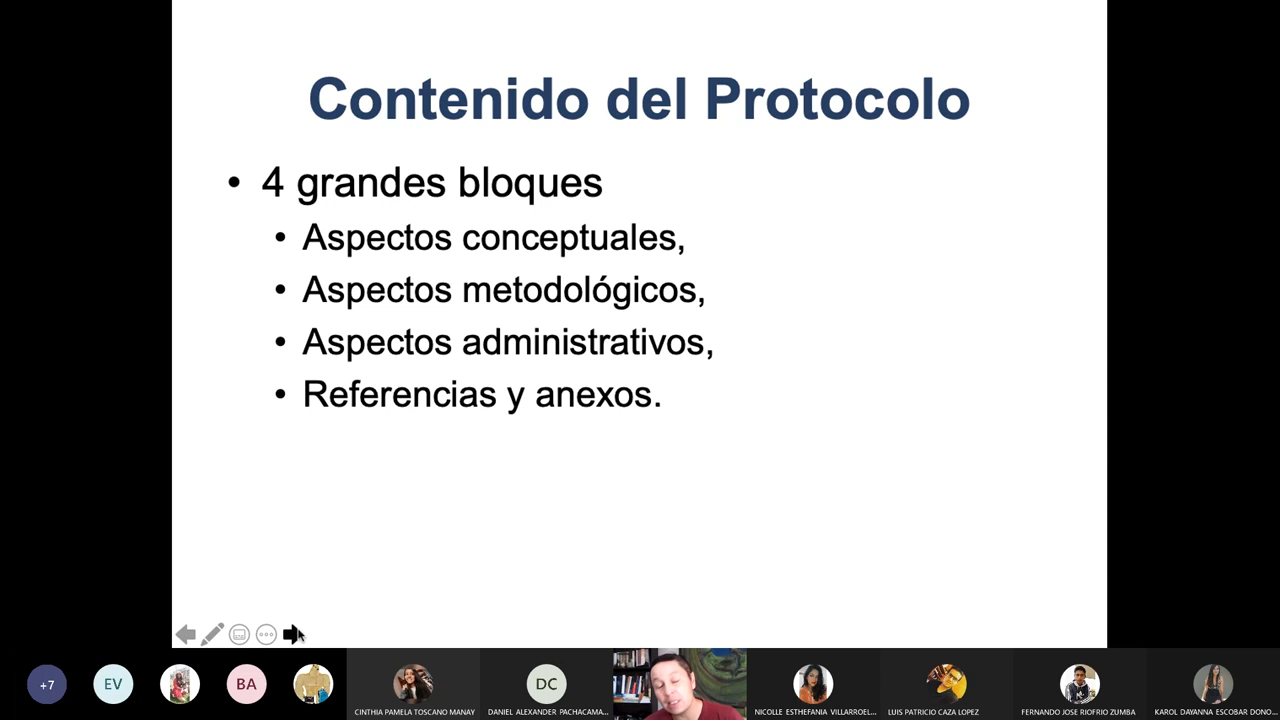 Contenido del Protocolo
• 4 grandes bloques
• Aspectos conceptuales,
• Aspectos metodológicos,
• Aspectos administrativos,
• Referencias y anexos.
+7
EV
BA
DC
CINTHIA PAMELA TOSCANO MANAY
DANIEL ALEXANDER PACHACAMA...
NICOLLE ESTHEFANIA VILLARROEL...
LUIS PATRICIO CAZA LOPEZ
FERNANDO JOSE RIOFRIO ZUMBA
KAROL DAYANNA ESCOBAR DONO...